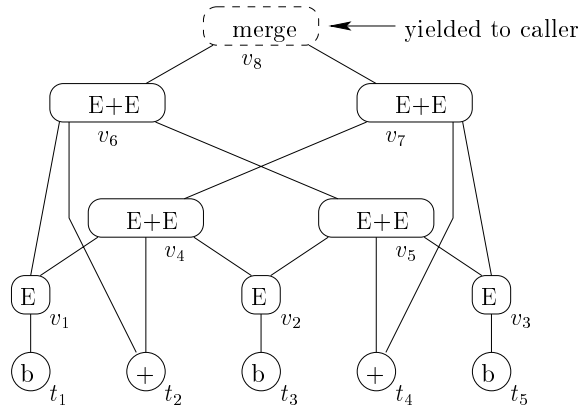 merge yielded to caller
v₈
E+E E+E
v₆ v₇
E+E E+E
v₄ v₅
E E E
v₁ v₂ v₃
b + b + b
t₁ t₂ t₃ t₄ t₅